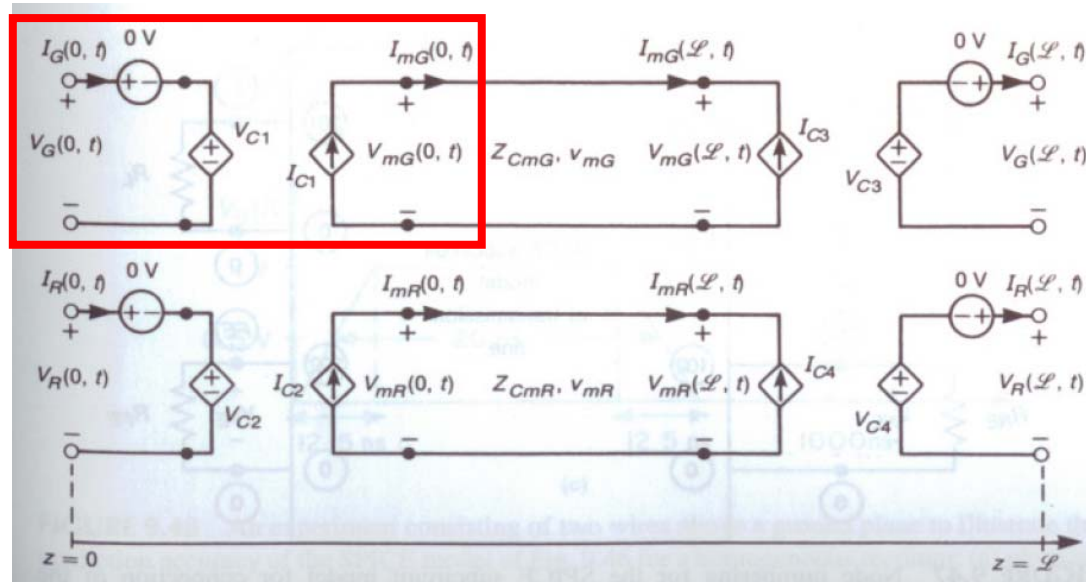 I_G(0, t) 0 V I_mG(0, t) I_mG(ℒ, t) 0 V I_G(ℒ, t)
+ + − + + − + +
V_G(0, t) V_C1 + − I_C1 V_mG(0, t) Z_CmG, v_mG V_mG(ℒ, t) I_C3 + − V_C3 V_G(ℒ, t)
− − − −
I_R(0, t) 0 V I_mR(0, t) I_mR(ℒ, t) 0 V I_R(ℒ, t)
+ + − + + − + +
V_R(0, t) + − V_C2 I_C2 V_mR(0, t) Z_CmR, v_mR V_mR(ℒ, t) I_C4 + − V_C4 V_R(ℒ, t)
− − − −
z = 0 z = ℒ